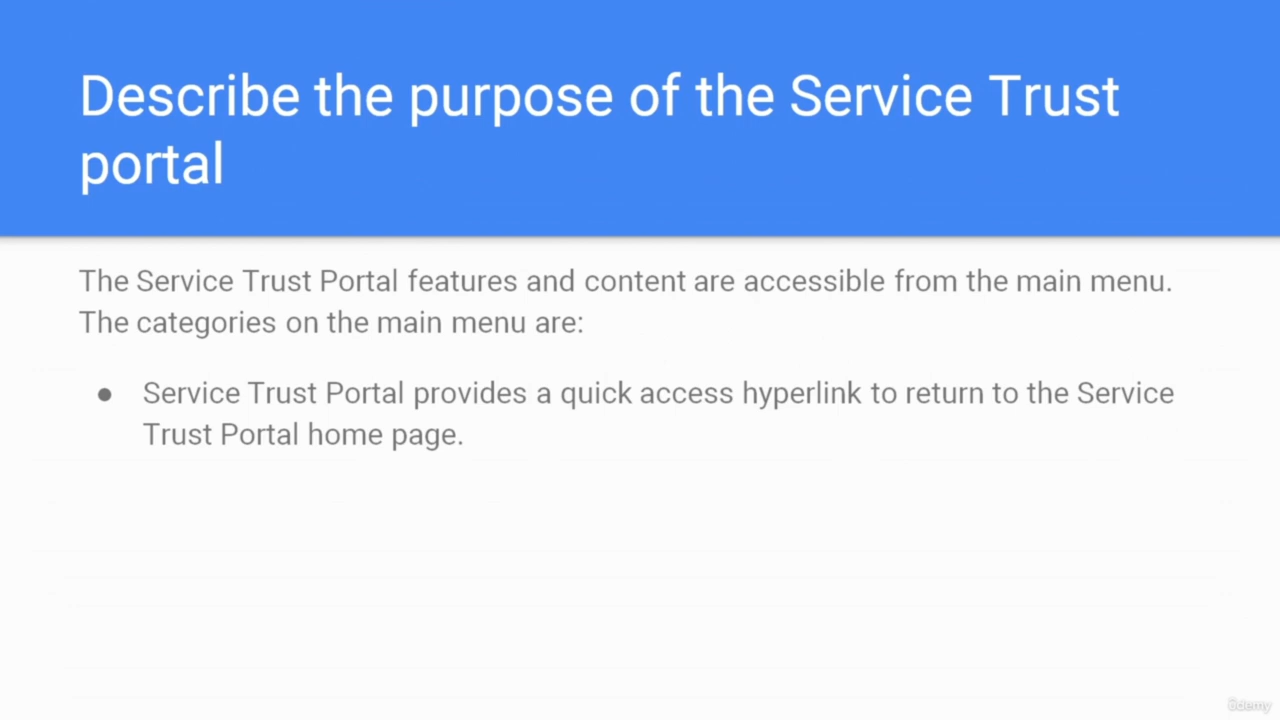 Describe the purpose of the Service Trust
portal
The Service Trust Portal features and content are accessible from the main menu.
The categories on the main menu are:
● Service Trust Portal provides a quick access hyperlink to return to the Service
Trust Portal home page.
ûdemy